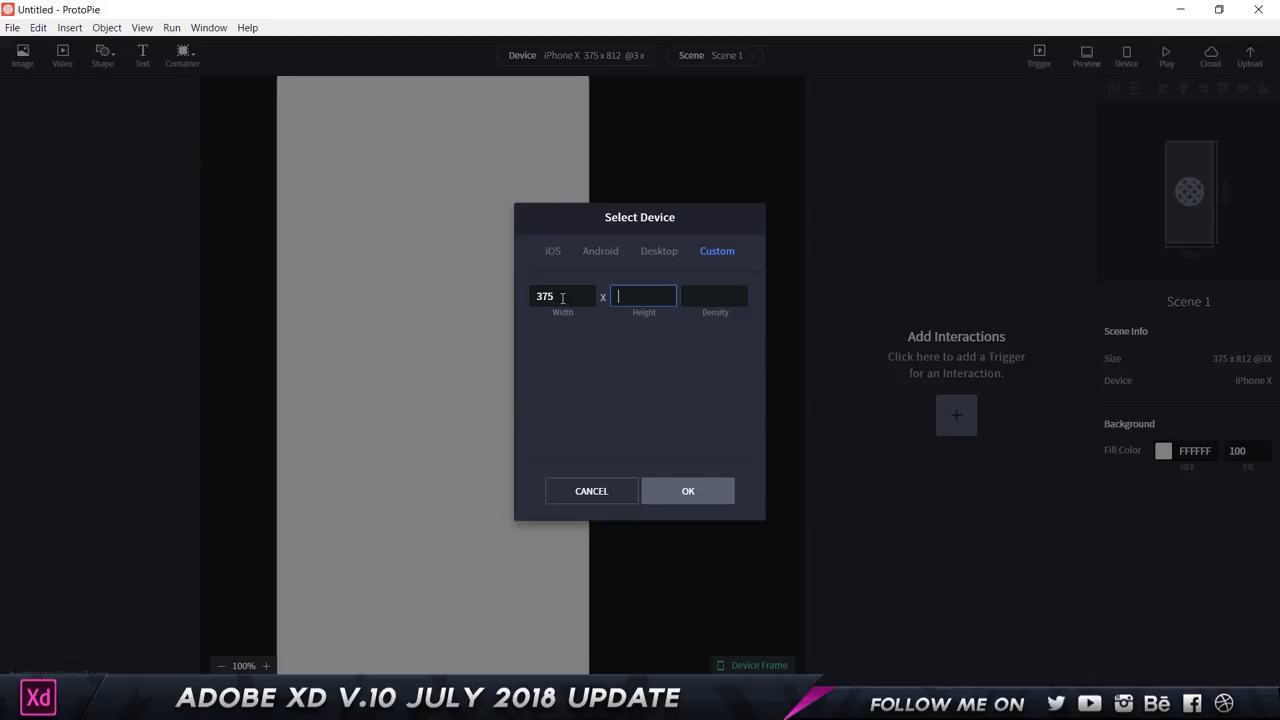 Untitled - ProtoPie
File Edit Insert Object View Run Window Help
Image Video Shape Text Container
Device iPhone X 375 x 812 @3 x Scene Scene 1
Trigger Preview Device Play Cloud Upload
Select Device
iOS Android Desktop Custom
375 X
Width Height Density
CANCEL OK
Add Interactions
Click here to add a Trigger
for an Interaction.
Scene 1
Scene Info
Size 375 x 812 @3X
Device iPhone X
Background
Fill Color FFFFFF 100
HEX Fill
100%
Device Frame
Xd ADOBE XD V.10 JULY 2018 UPDATE
FOLLOW ME ON